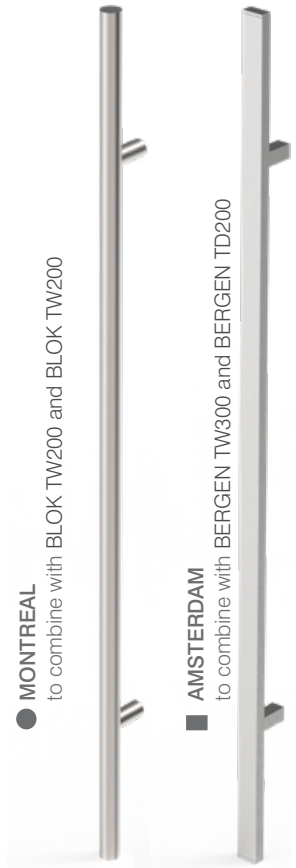 MONTREAL
to combine with BLOK TW200 and BLOK TW200
AMSTERDAM
to combine with BERGEN TW300 and BERGEN TD200